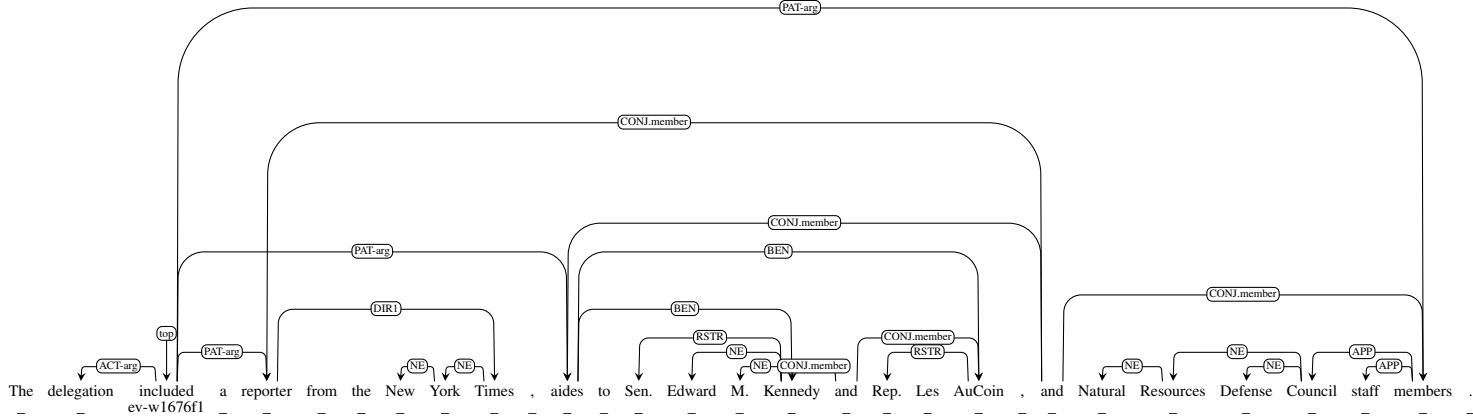 PAT-arg
CONJ.member
CONJ.member
PAT-arg BEN
CONJ.member
DIR1 BEN
top RSTR CONJ.member
PAT-arg NE RSTR NE APP
ACT-arg NE NE NE CONJ.member NE NE APP
The delegation included a reporter from the New York Times , aides to Sen. Edward M. Kennedy and Rep. Les AuCoin , and Natural Resources Defense Council staff members .
_ _ ev-w1676f1 _ _ _ _ _ _ _ _ _ _ _ _ _ _ _ _ _ _ _ _ _ _ _ _ _ _ _